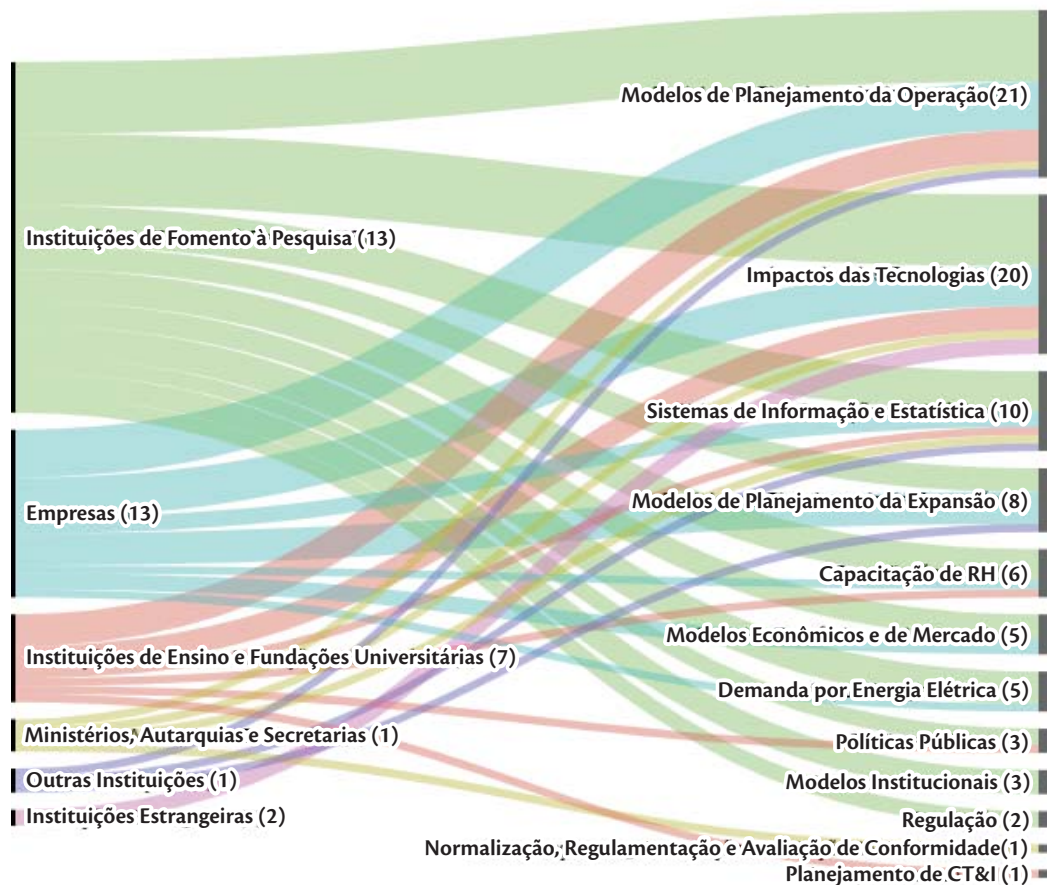 Modelos de Planejamento da Operação(21)
Instituições de Fomento à Pesquisa (13)
Impactos das Tecnologias (20)
Sistemas de Informação e Estatística (10)
Empresas (13)
Modelos de Planejamento da Expansão (8)
Capacitação de RH (6)
Modelos Econômicos e de Mercado (5)
Instituições de Ensino e Fundações Universitárias (7)
Demanda por Energia Elétrica (5)
Ministérios, Autarquias e Secretarias (1)
Políticas Públicas (3)
Outras Instituições (1)
Modelos Institucionais (3)
Instituições Estrangeiras (2)
Regulação (2)
Normalização, Regulamentação e Avaliação de Conformidade(1)
Planejamento de CT&I (1)